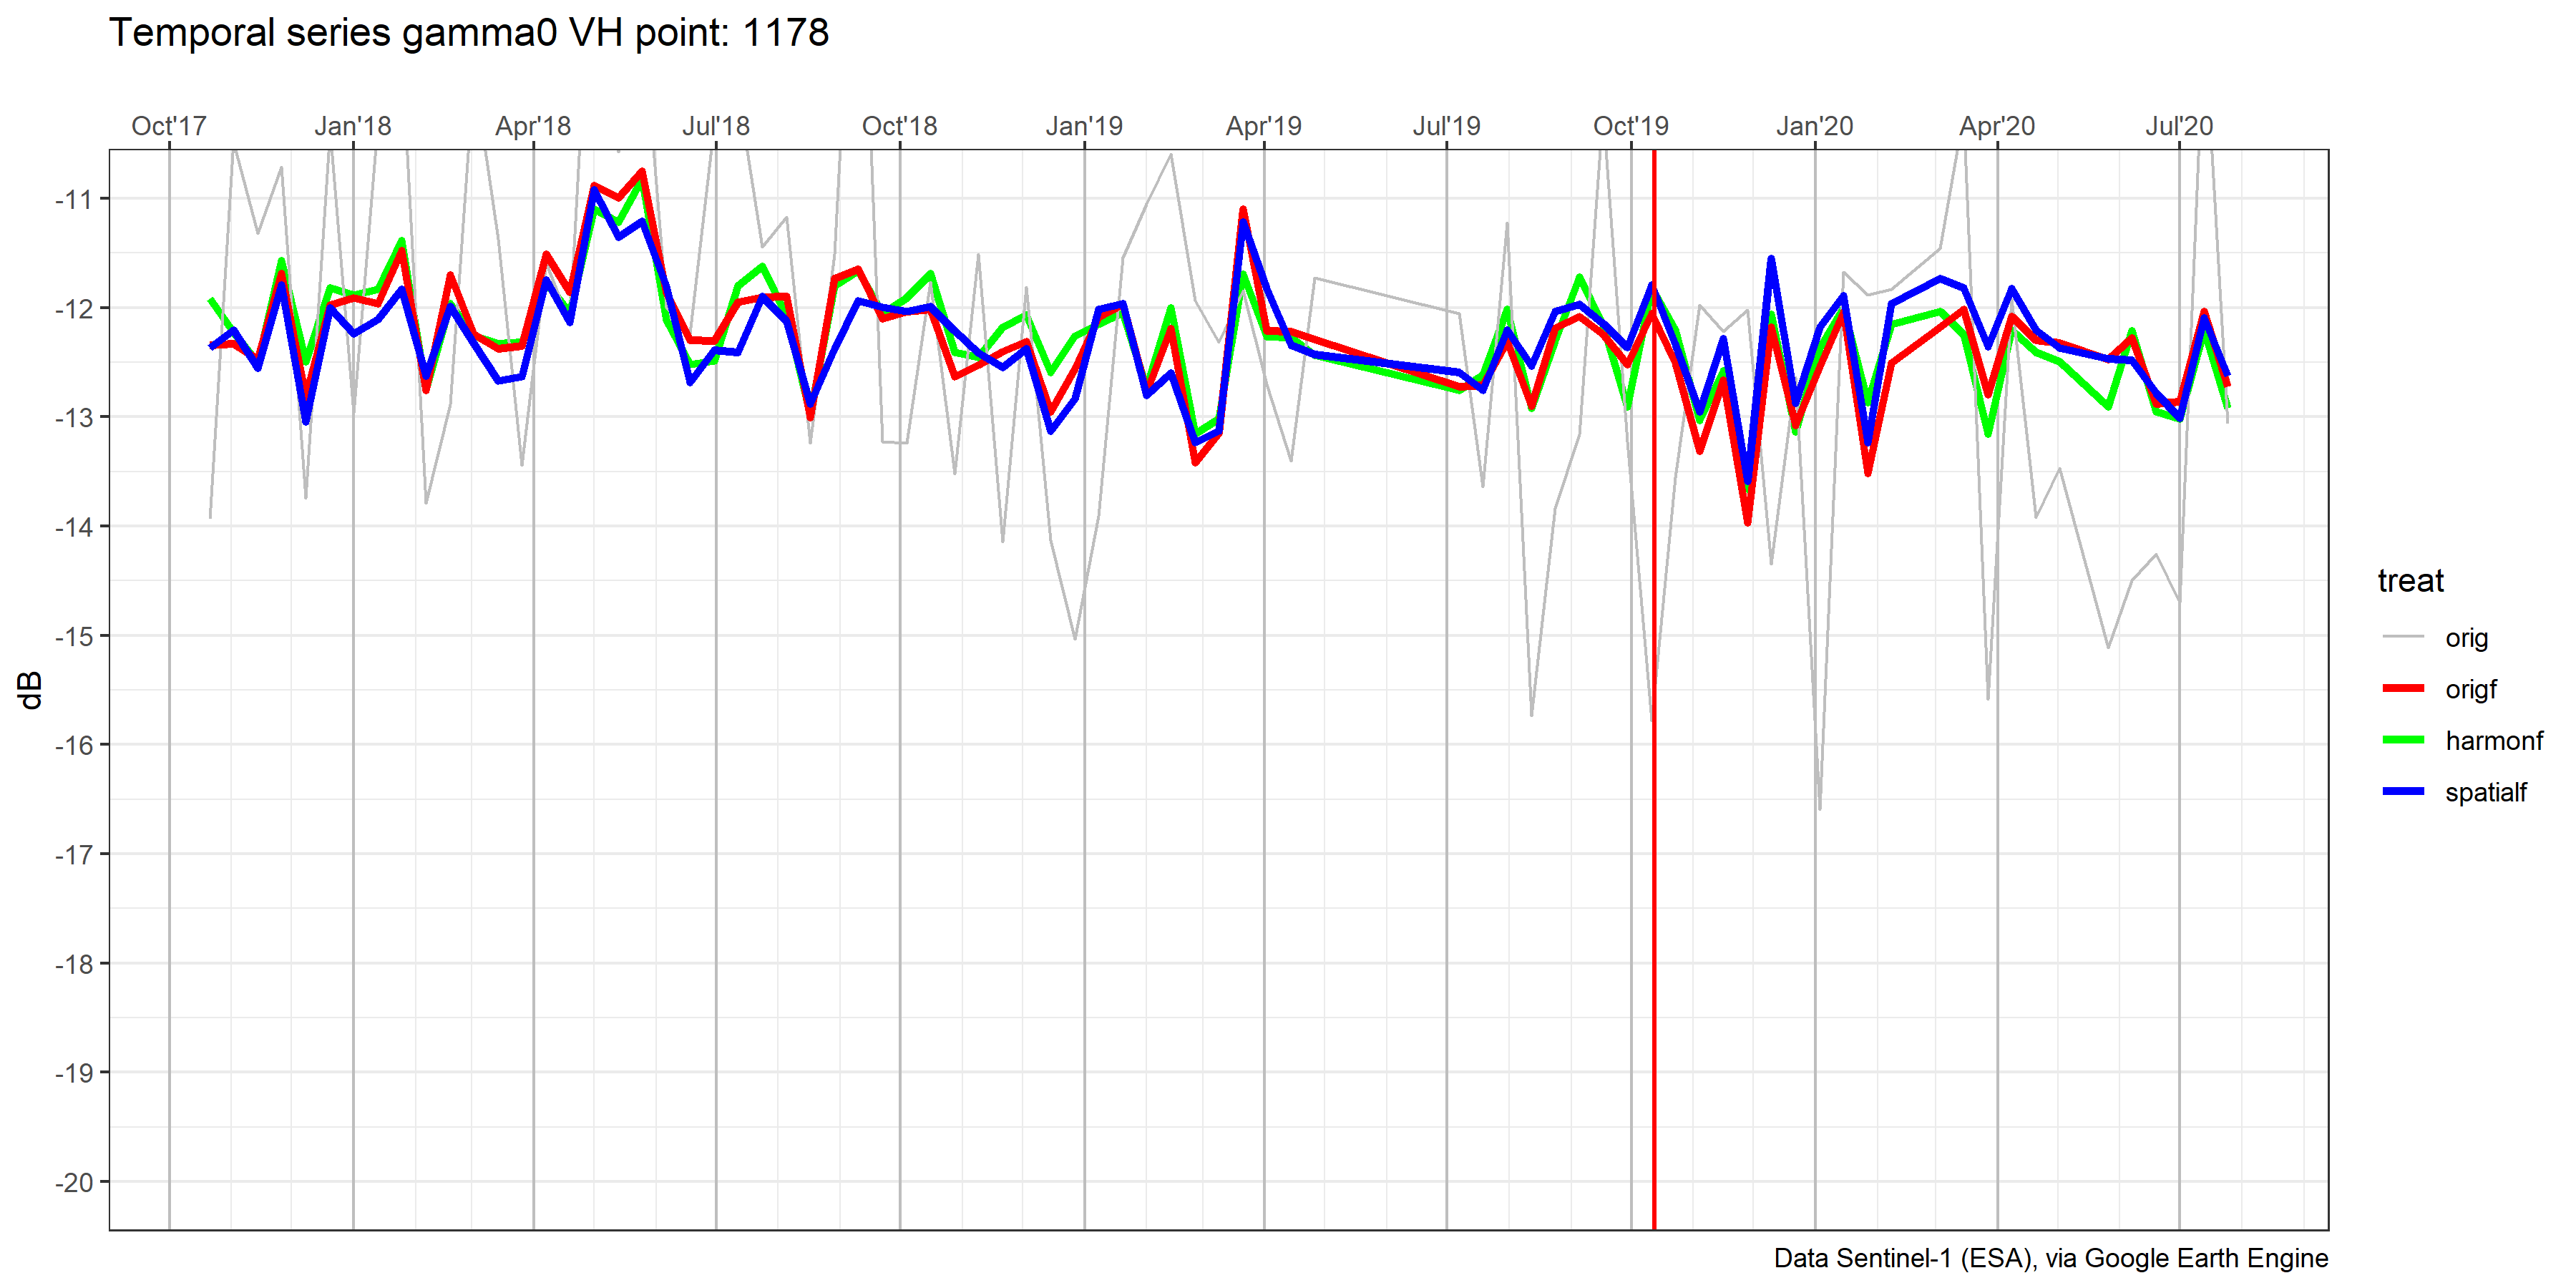 Temporal series gamma0 VH point: 1178
Oct'17 Jan'18 Apr'18 Jul'18 Oct'18 Jan'19 Apr'19 Jul'19 Oct'19 Jan'20 Apr'20 Jul'20
-11
-12
-13
-14
-15
-16
-17
-18
-19
-20
dB
treat
orig
origf
harmonf
spatialf
Data Sentinel-1 (ESA), via Google Earth Engine